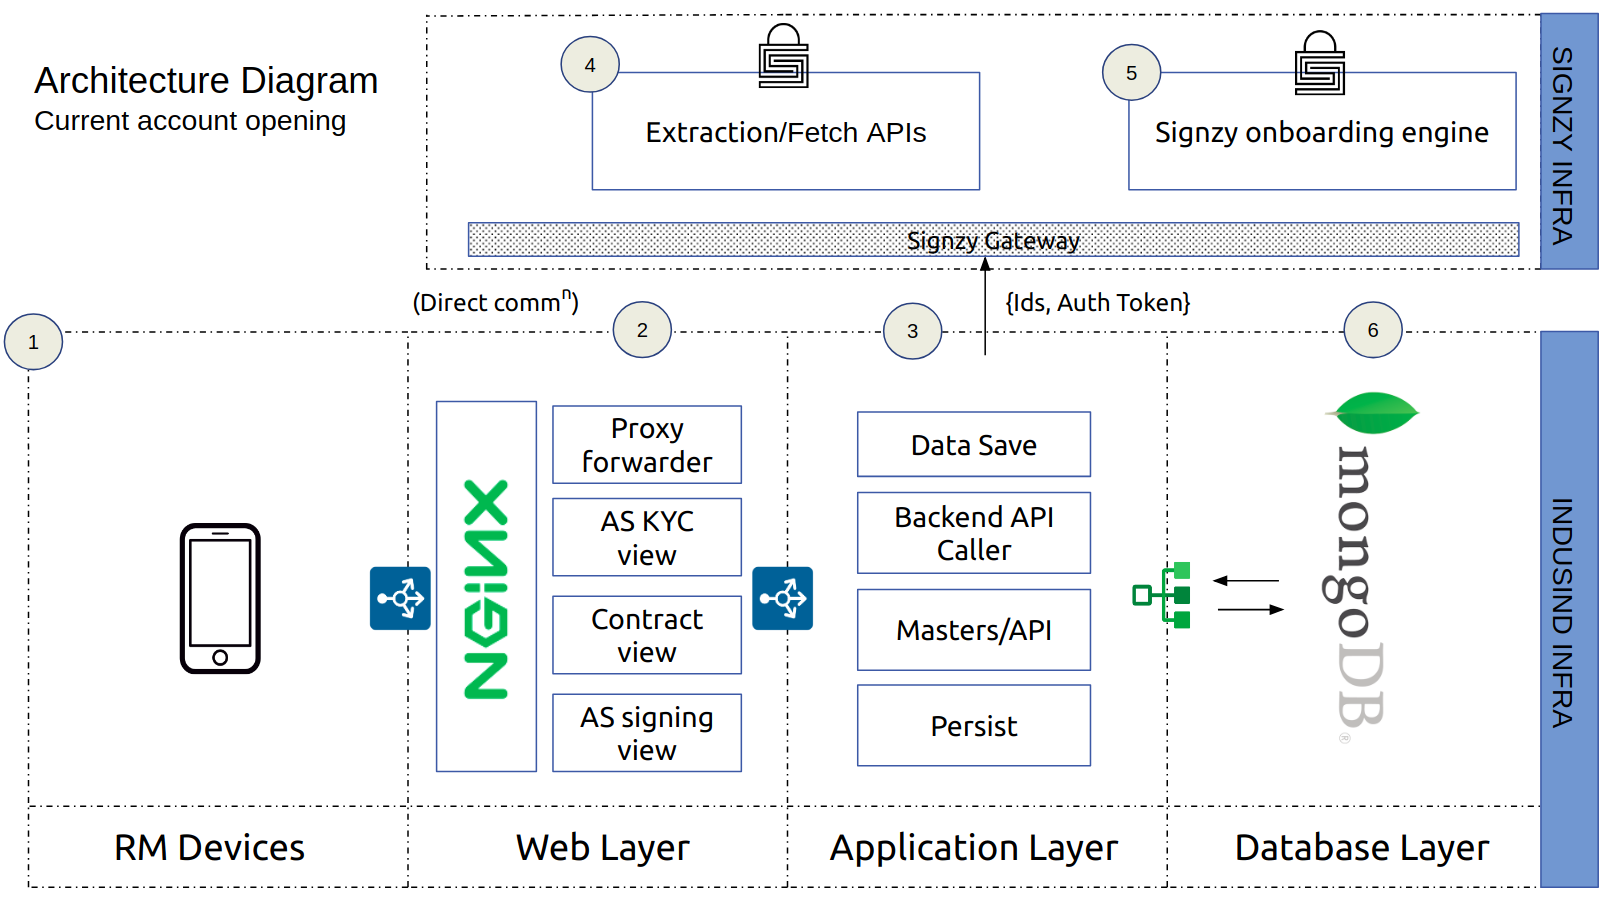 Architecture Diagram
Current account opening
4
5
Extraction/Fetch APIs
Signzy onboarding engine
SIGNZY INFRA
Signzy Gateway
(Direct commⁿ)
{Ids, Auth Token}
1
2
3
6
NGINX
Proxy
forwarder
AS KYC
view
Contract
view
AS signing
view
Data Save
Backend API
Caller
Masters/API
Persist
mongoDB®
INDUSIND INFRA
RM Devices
Web Layer
Application Layer
Database Layer